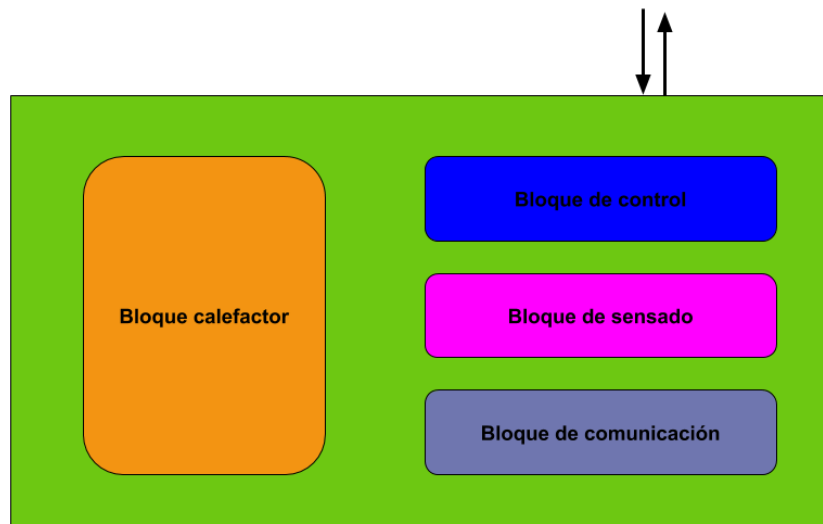 Bloque de control
Bloque calefactor
Bloque de sensado
Bloque de comunicación